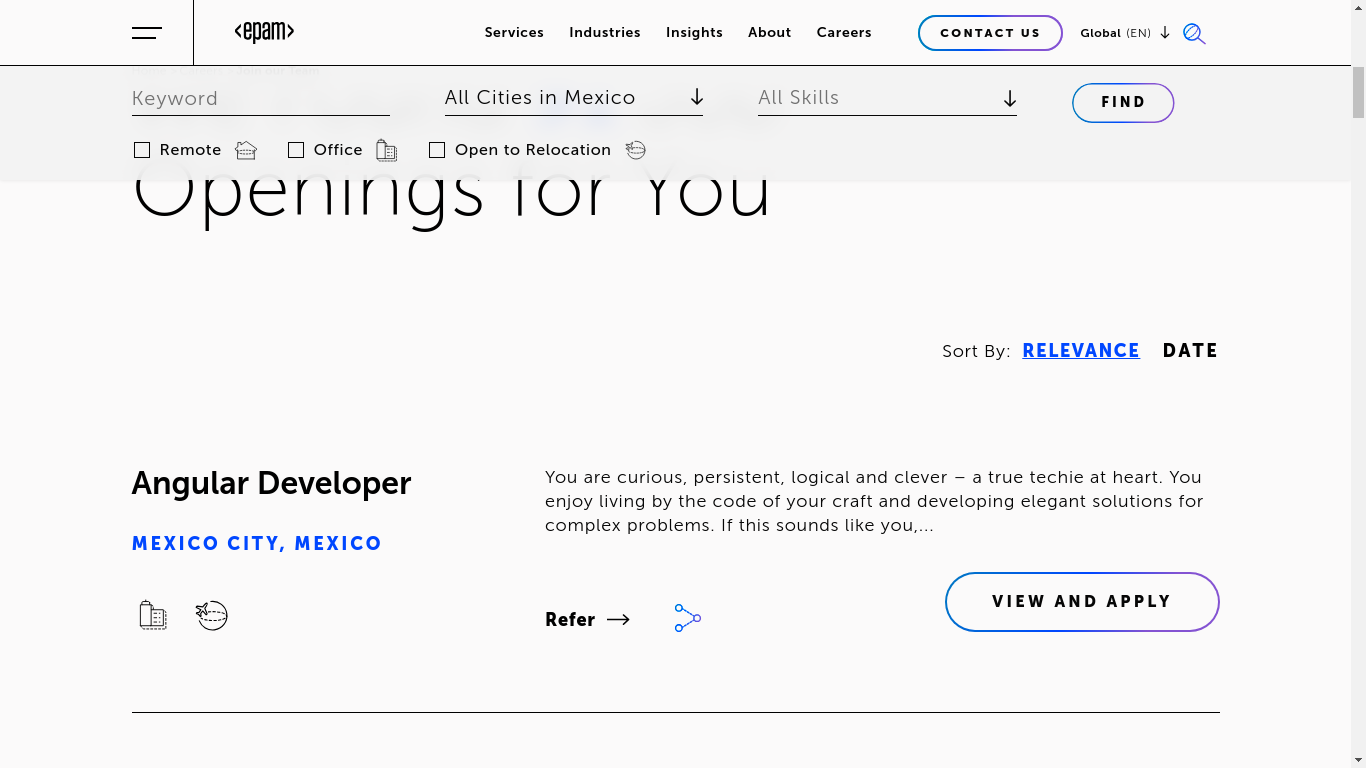 <epam>
Services Industries Insights About Careers
CONTACT US
Global (EN)
Keyword
All Cities in Mexico
All Skills
FIND
Remote
Office
Open to Relocation
Openings for You
Sort By: RELEVANCE DATE
Angular Developer
MEXICO CITY, MEXICO
You are curious, persistent, logical and clever – a true techie at heart. You
enjoy living by the code of your craft and developing elegant solutions for
complex problems. If this sounds like you,...
Refer
VIEW AND APPLY